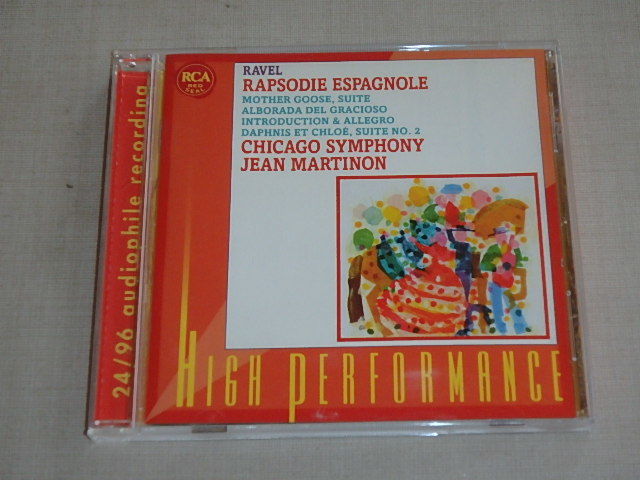 RCA
RED
SEAL
RAVEL
RAPSODIE ESPAGNOLE
MOTHER GOOSE, SUITE
ALBORADA DEL GRACIOSO
INTRODUCTION & ALLEGRO
DAPHNIS ET CHLOÉ, SUITE NO. 2
CHICAGO SYMPHONY
JEAN MARTINON
HIGH PERFORMANCE
24/96 audiophile recording